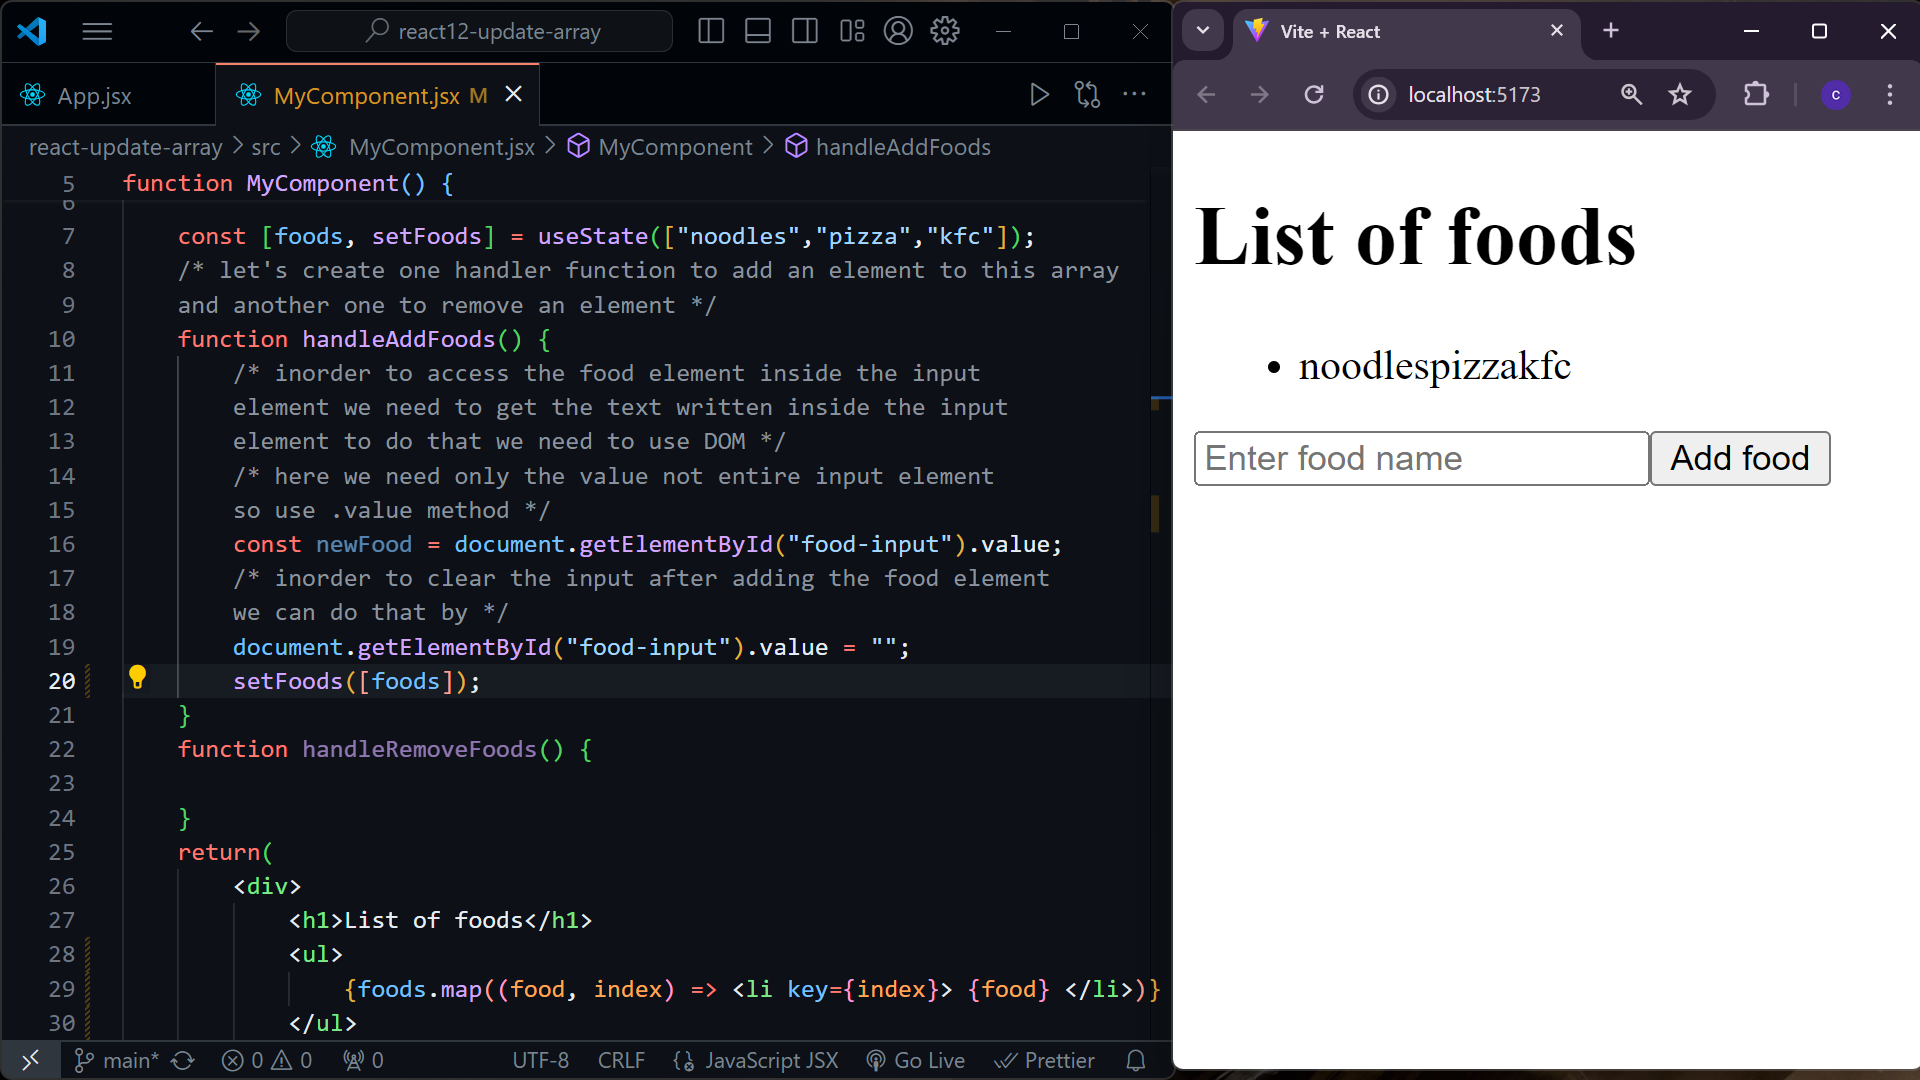 react12-update-array
App.jsx
MyComponent.jsx M
react-update-array > src > MyComponent.jsx > MyComponent > handleAddFoods
5 function MyComponent() {
6
7 const [foods, setFoods] = useState(["noodles","pizza","kfc"]);
8 /* let's create one handler function to add an element to this array
9 and another one to remove an element */
10 function handleAddFoods() {
11 /* inorder to access the food element inside the input
12 element we need to get the text written inside the input
13 element to do that we need to use DOM */
14 /* here we need only the value not entire input element
15 so use .value method */
16 const newFood = document.getElementById("food-input").value;
17 /* inorder to clear the input after adding the food element
18 we can do that by */
19 document.getElementById("food-input").value = "";
20 setFoods([foods]);
21 }
22 function handleRemoveFoods() {
23
24 }
25 return(
26 <div>
27 <h1>List of foods</h1>
28 <ul>
29 {foods.map((food, index) => <li key={index}> {food} </li>)}
30 </ul>
main* 0 0 0 UTF-8 CRLF JavaScript JSX Go Live Prettier
Vite + React
localhost:5173
c
List of foods
• noodlespizzakfc
Enter food name
Add food